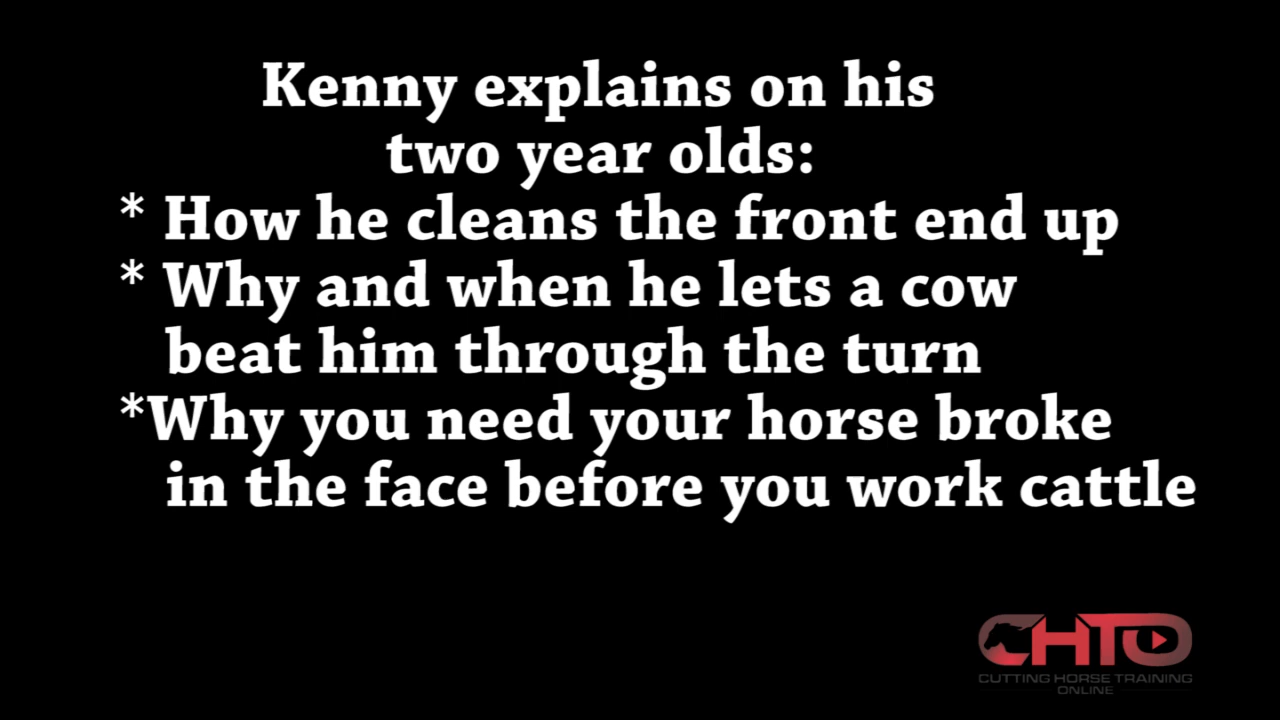 Kenny explains on his
two year olds:
* How he cleans the front end up
* Why and when he lets a cow
beat him through the turn
*Why you need your horse broke
in the face before you work cattle
CHTO
CUTTING HORSE TRAINING
ONLINE